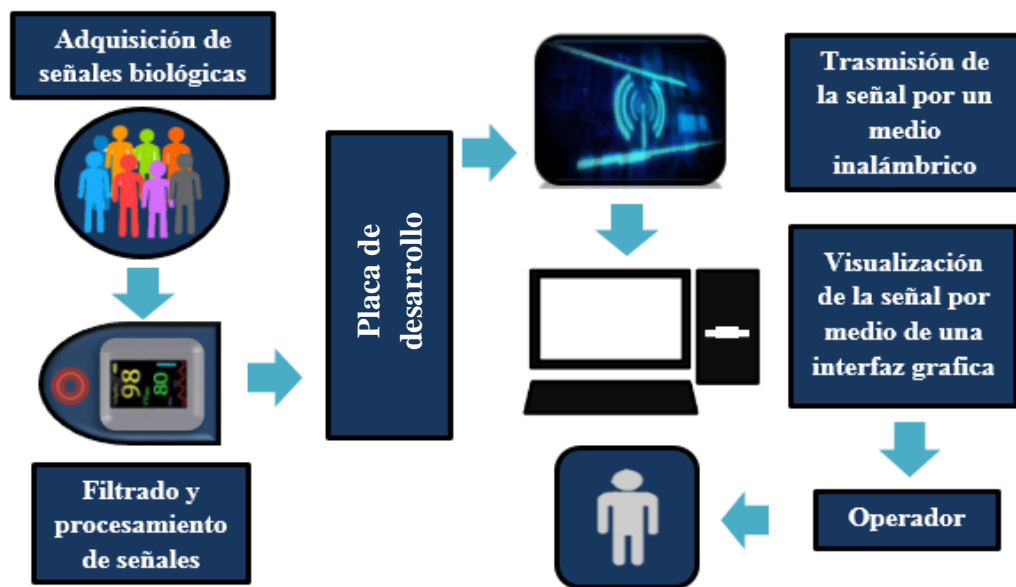 Adquisición de
señales biológicas
98
80
Filtrado y
procesamiento
de señales
Placa de
desarrollo
Trasmisión de
la señal por un
medio
inalámbrico
Visualización
de la señal por
medio de una
interfaz grafica
Operador